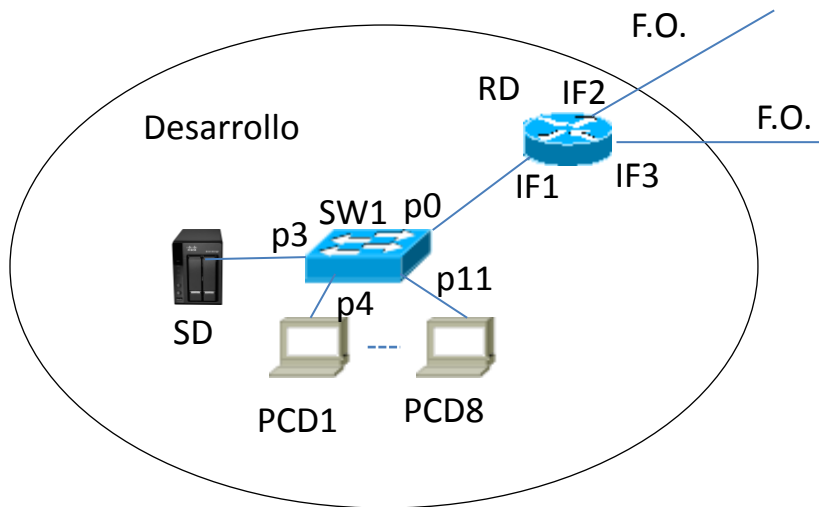 F.O.
RD
IF2
F.O.
Desarrollo
IF1
IF3
SW1
p0
p3
p4
p11
SD
PCD1
PCD8